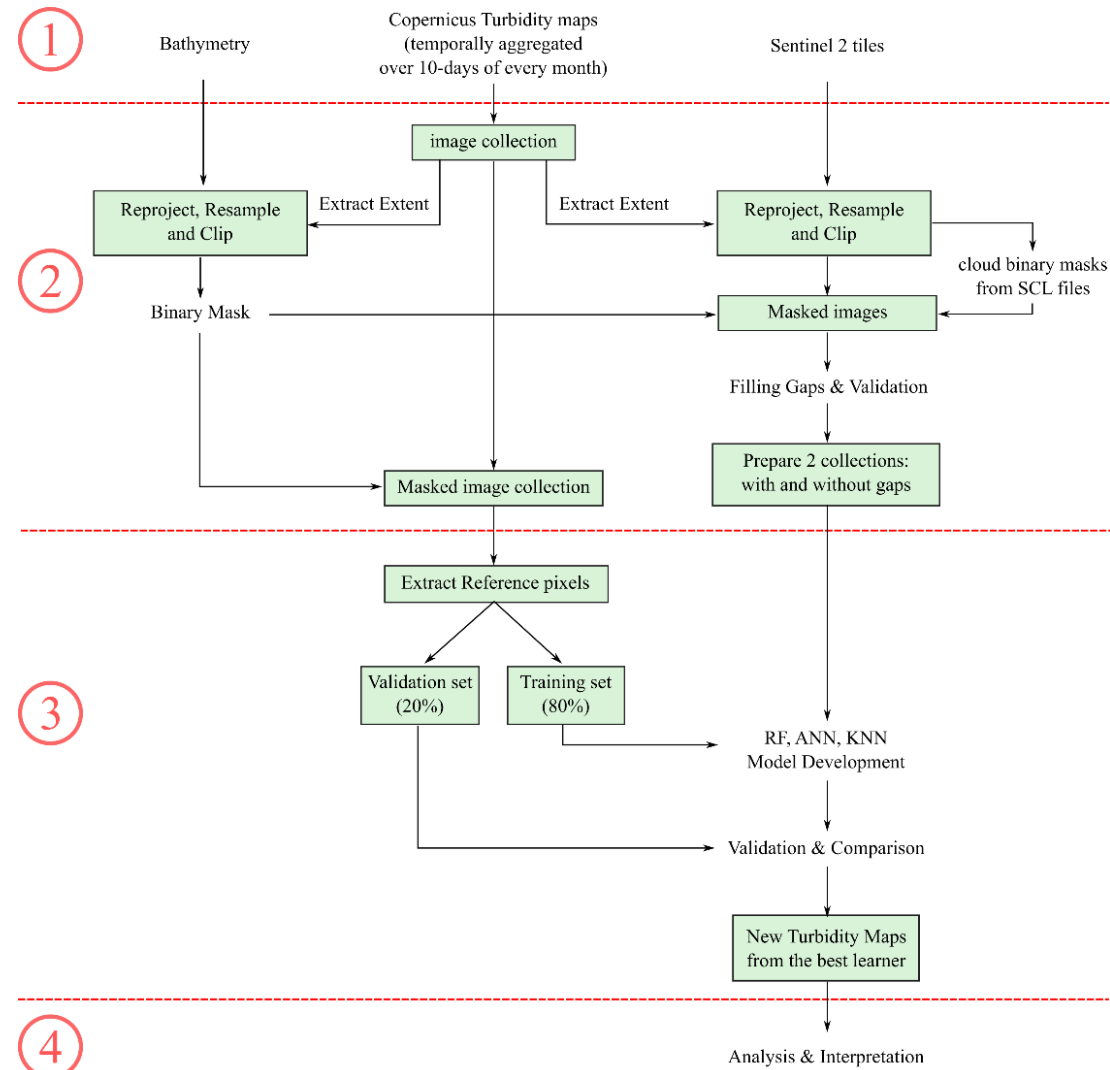 1
Bathymetry
Copernicus Turbidity maps
(temporally aggregated
over 10-days of every month)
Sentinel 2 tiles
image collection
2
Reproject, Resample
and Clip
Extract Extent
Extract Extent
Reproject, Resample
and Clip
cloud binary masks
from SCL files
Binary Mask
Masked images
Filling Gaps & Validation
Prepare 2 collections:
with and without gaps
Masked image collection
3
Extract Reference pixels
Validation set
(20%)
Training set
(80%)
RF, ANN, KNN
Model Development
Validation & Comparison
New Turbidity Maps
from the best learner
4
Analysis & Interpretation